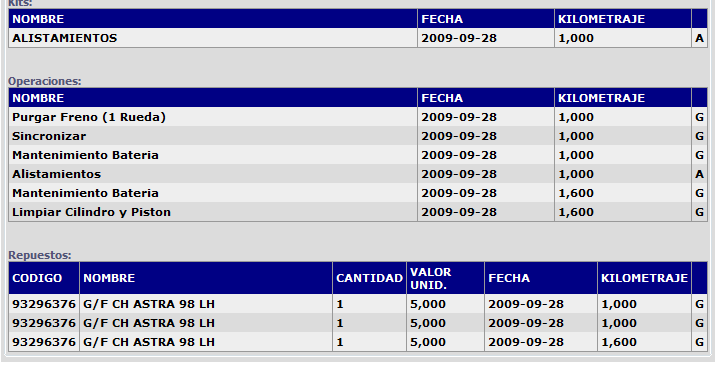 Kits:
NOMBRE FECHA KILOMETRAJE
ALISTAMIENTOS 2009-09-28 1,000 A
Operaciones:
NOMBRE FECHA KILOMETRAJE
Purgar Freno (1 Rueda) 2009-09-28 1,000 G
Sincronizar 2009-09-28 1,000 G
Mantenimiento Bateria 2009-09-28 1,000 G
Alistamientos 2009-09-28 1,000 A
Mantenimiento Bateria 2009-09-28 1,600 G
Limpiar Cilindro y Piston 2009-09-28 1,600 G
Repuestos:
CODIGO NOMBRE CANTIDAD VALOR UNID. FECHA KILOMETRAJE
93296376 G/F CH ASTRA 98 LH 1 5,000 2009-09-28 1,000 G
93296376 G/F CH ASTRA 98 LH 1 5,000 2009-09-28 1,000 G
93296376 G/F CH ASTRA 98 LH 1 5,000 2009-09-28 1,600 G